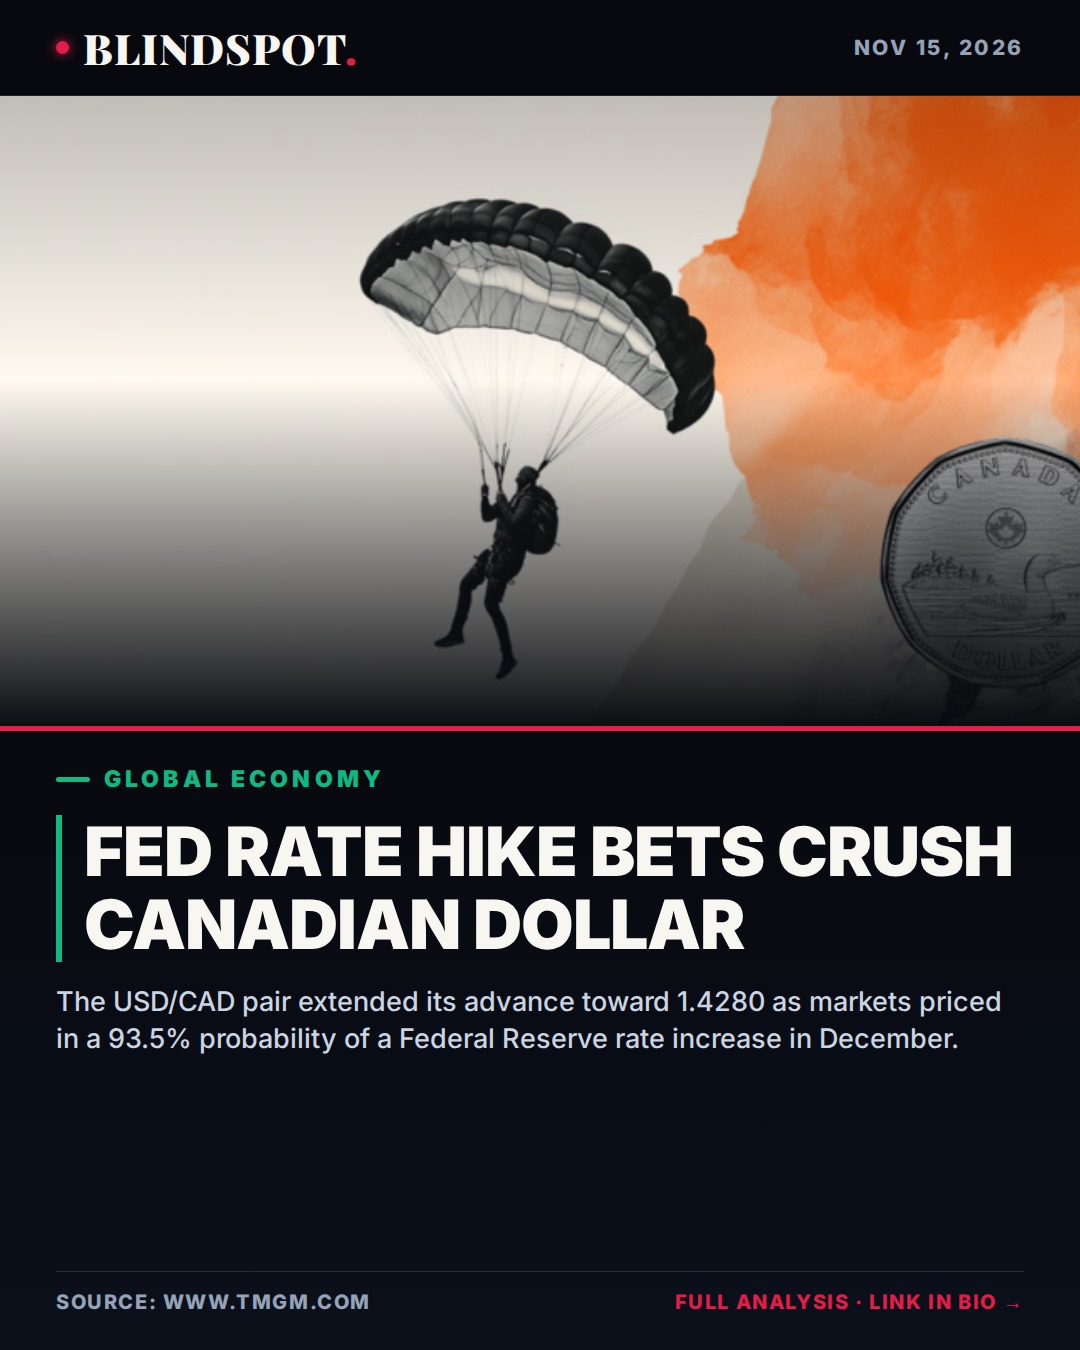 BLINDSPOT.
NOV 15, 2026
CANADA
DOLLAR
GLOBAL ECONOMY
FED RATE HIKE BETS CRUSH
CANADIAN DOLLAR
The USD/CAD pair extended its advance toward 1.4280 as markets priced
in a 93.5% probability of a Federal Reserve rate increase in December.
SOURCE: WWW.TMGM.COM
FULL ANALYSIS · LINK IN BIO →